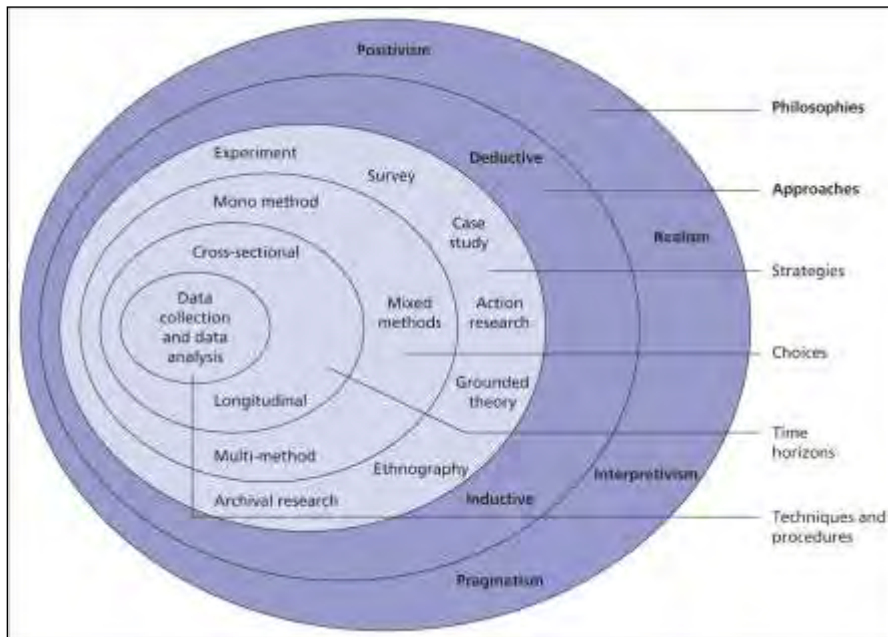 Positivism
Philosophies
Experiment
Deductive
Survey
Approaches
Mono method
Case
study
Realism
Cross-sectional
Strategies
Data
collection
and data
analysis
Mixed
methods
Action
research
Choices
Grounded
theory
Longitudinal
Time
horizons
Multi-method
Ethnography
Interpretivism
Archival research
Inductive
Techniques and
procedures
Pragmatism